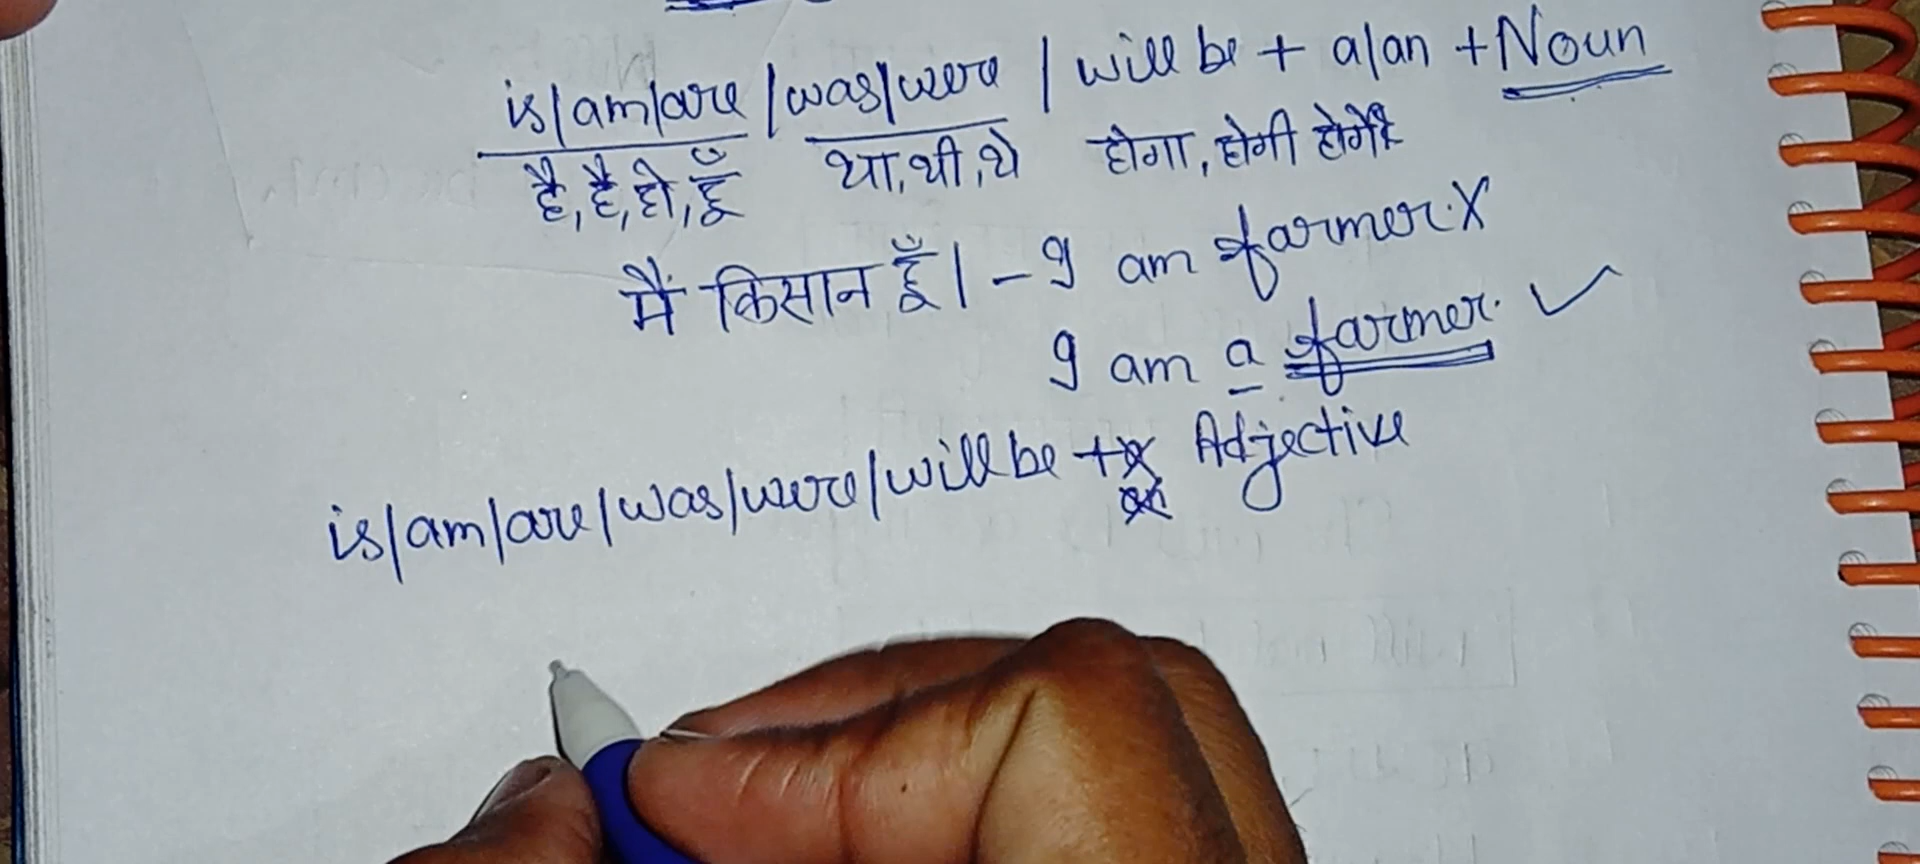 is/am/are/was/were/will be + a/an + Noun
है, है, हो, हूँ था, थी, थे होगा, होगी होगें
मैं किसान हूँ। - I am farmer. X
I am a farmer. ✓
is/am/are/was/were/will be + a Adjective
an